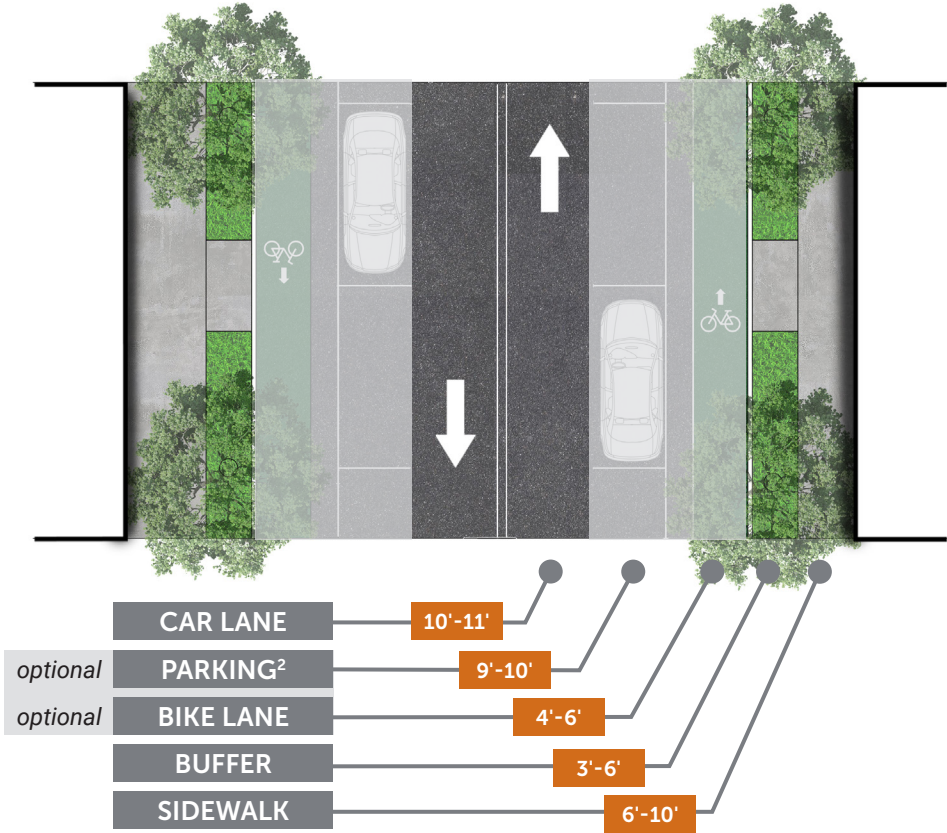 CAR LANE 10'-11'
optional PARKING² 9'-10'
optional BIKE LANE 4'-6'
BUFFER 3'-6'
SIDEWALK 6'-10'